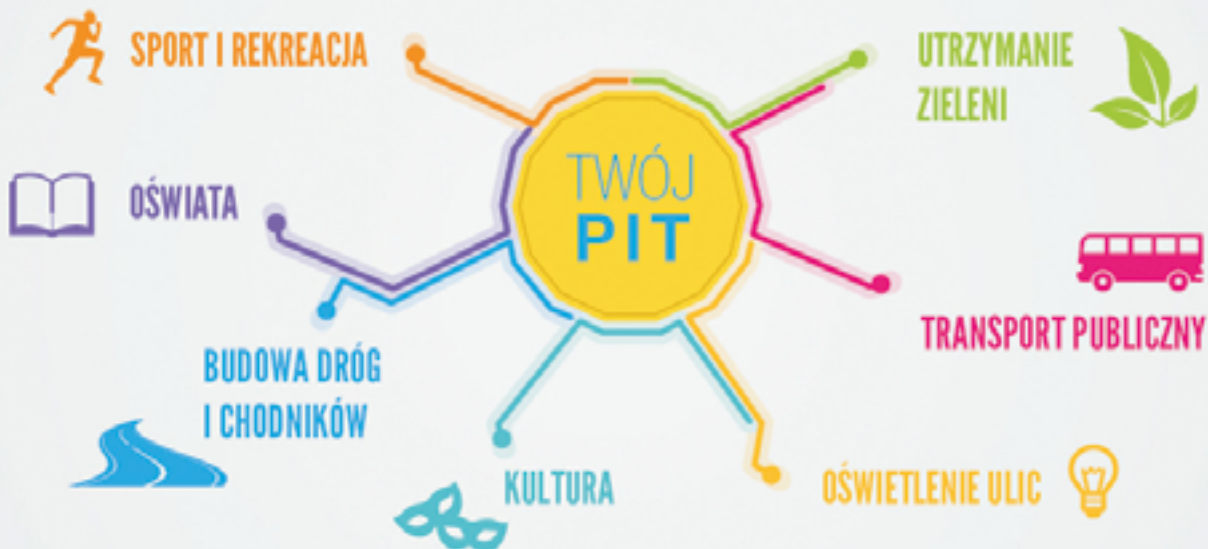 SPORT I REKREACJA
UTRZYMANIE
ZIELENI
TWÓJ
PIT
OŚWIATA
TRANSPORT PUBLICZNY
BUDOWA DRÓG
I CHODNIKÓW
KULTURA
OŚWIETLENIE ULIC